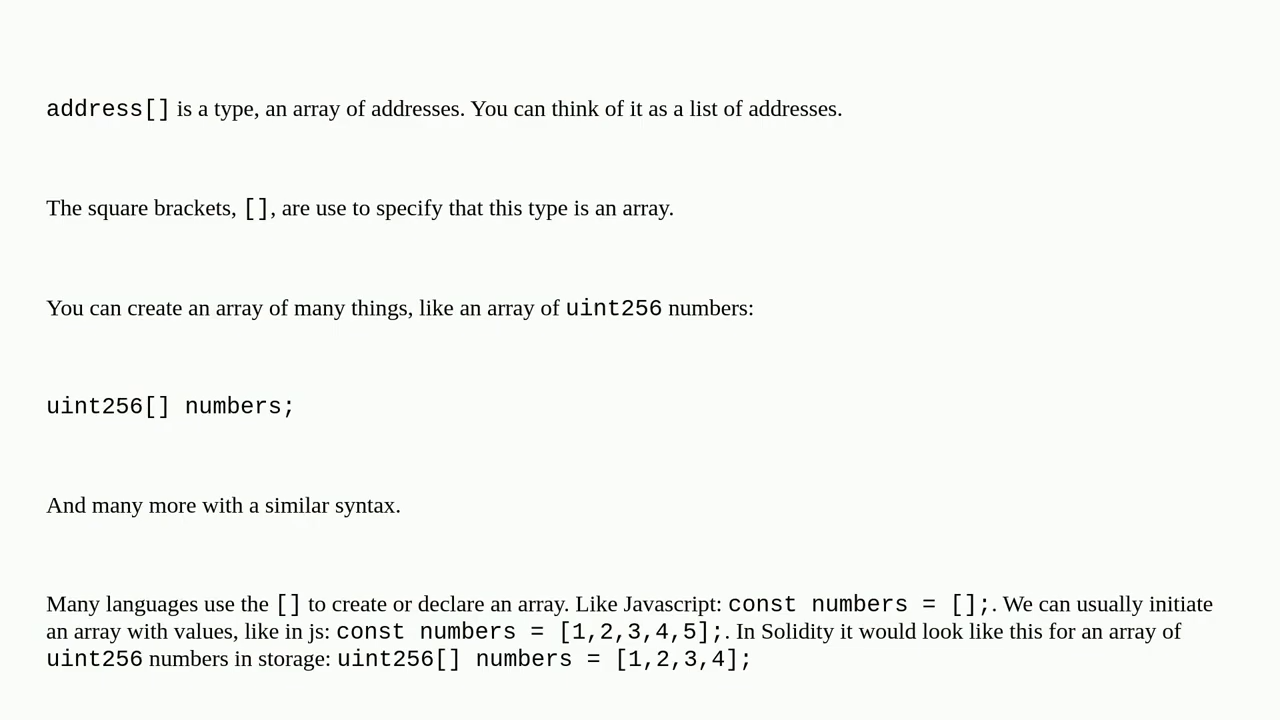 address[] is a type, an array of addresses. You can think of it as a list of addresses.
The square brackets, [], are use to specify that this type is an array.
You can create an array of many things, like an array of uint256 numbers:
uint256[] numbers;
And many more with a similar syntax.
Many languages use the [] to create or declare an array. Like Javascript: const numbers = [];. We can usually initiate
an array with values, like in js: const numbers = [1,2,3,4,5];. In Solidity it would look like this for an array of
uint256 numbers in storage: uint256[] numbers = [1,2,3,4];